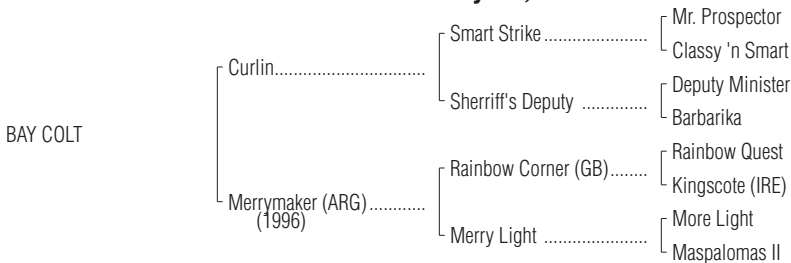 Mr. Prospector
Smart Strike......................
Classy 'n Smart
Curlin...............................
Deputy Minister
Sherriff's Deputy ..............
Barbarika
BAY COLT
Rainbow Quest
Rainbow Corner (GB)........
Kingscote (IRE)
Merrymaker (ARG)............
(1996)
More Light
Merry Light ......................
Maspalomas II